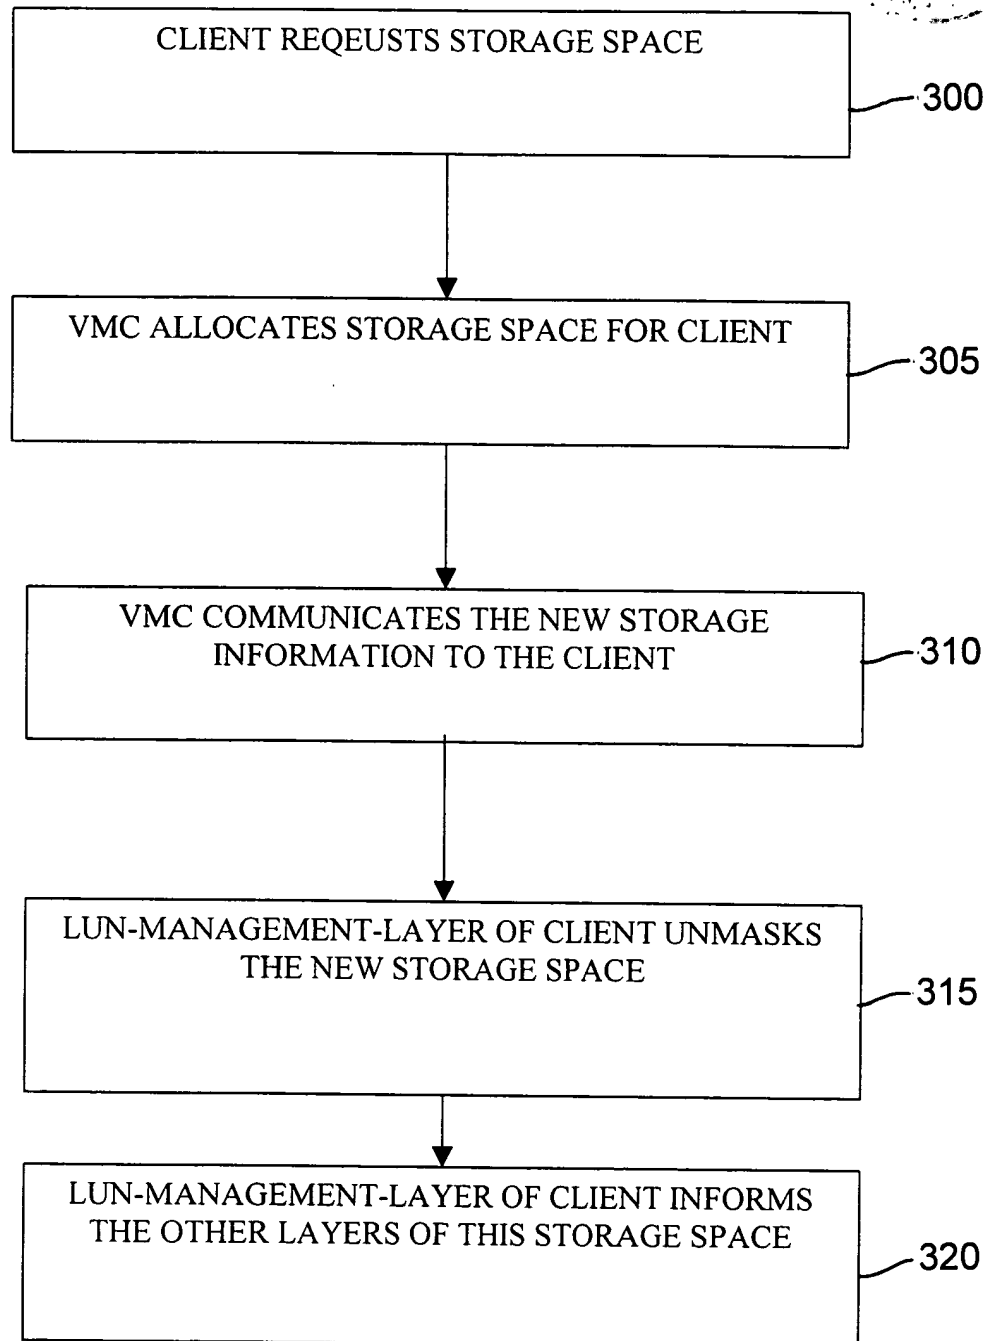 CLIENT REQEUSTS STORAGE SPACE
300
VMC ALLOCATES STORAGE SPACE FOR CLIENT
305
VMC COMMUNICATES THE NEW STORAGE
INFORMATION TO THE CLIENT
310
LUN-MANAGEMENT-LAYER OF CLIENT UNMASKS
THE NEW STORAGE SPACE
315
LUN-MANAGEMENT-LAYER OF CLIENT INFORMS
THE OTHER LAYERS OF THIS STORAGE SPACE
320